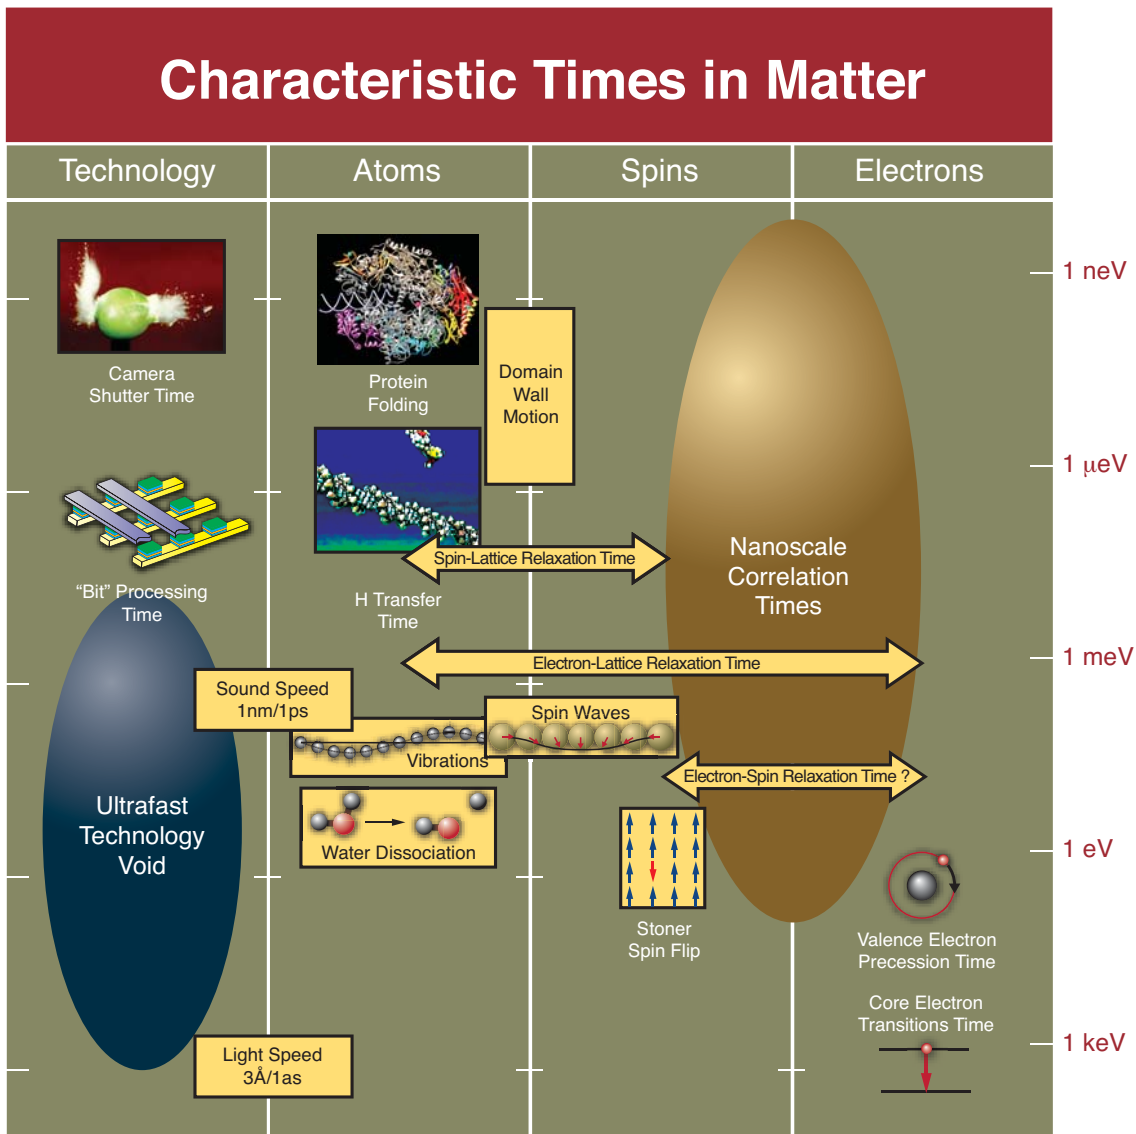 Characteristic Times in Matter
Technology
Atoms
Spins
Electrons
Camera
Shutter Time
“Bit” Processing
Time
Ultrafast
Technology
Void
Sound Speed
1nm/1ps
Light Speed
3Å/1as
Protein
Folding
H Transfer
Time
Vibrations
Water Dissociation
Domain
Wall
Motion
Spin-Lattice Relaxation Time
Electron-Lattice Relaxation Time
Spin Waves
Electron-Spin Relaxation Time ?
Stoner
Spin Flip
Nanoscale
Correlation
Times
Valence Electron
Precession Time
Core Electron
Transitions Time
1 neV
1 µeV
1 meV
1 eV
1 keV